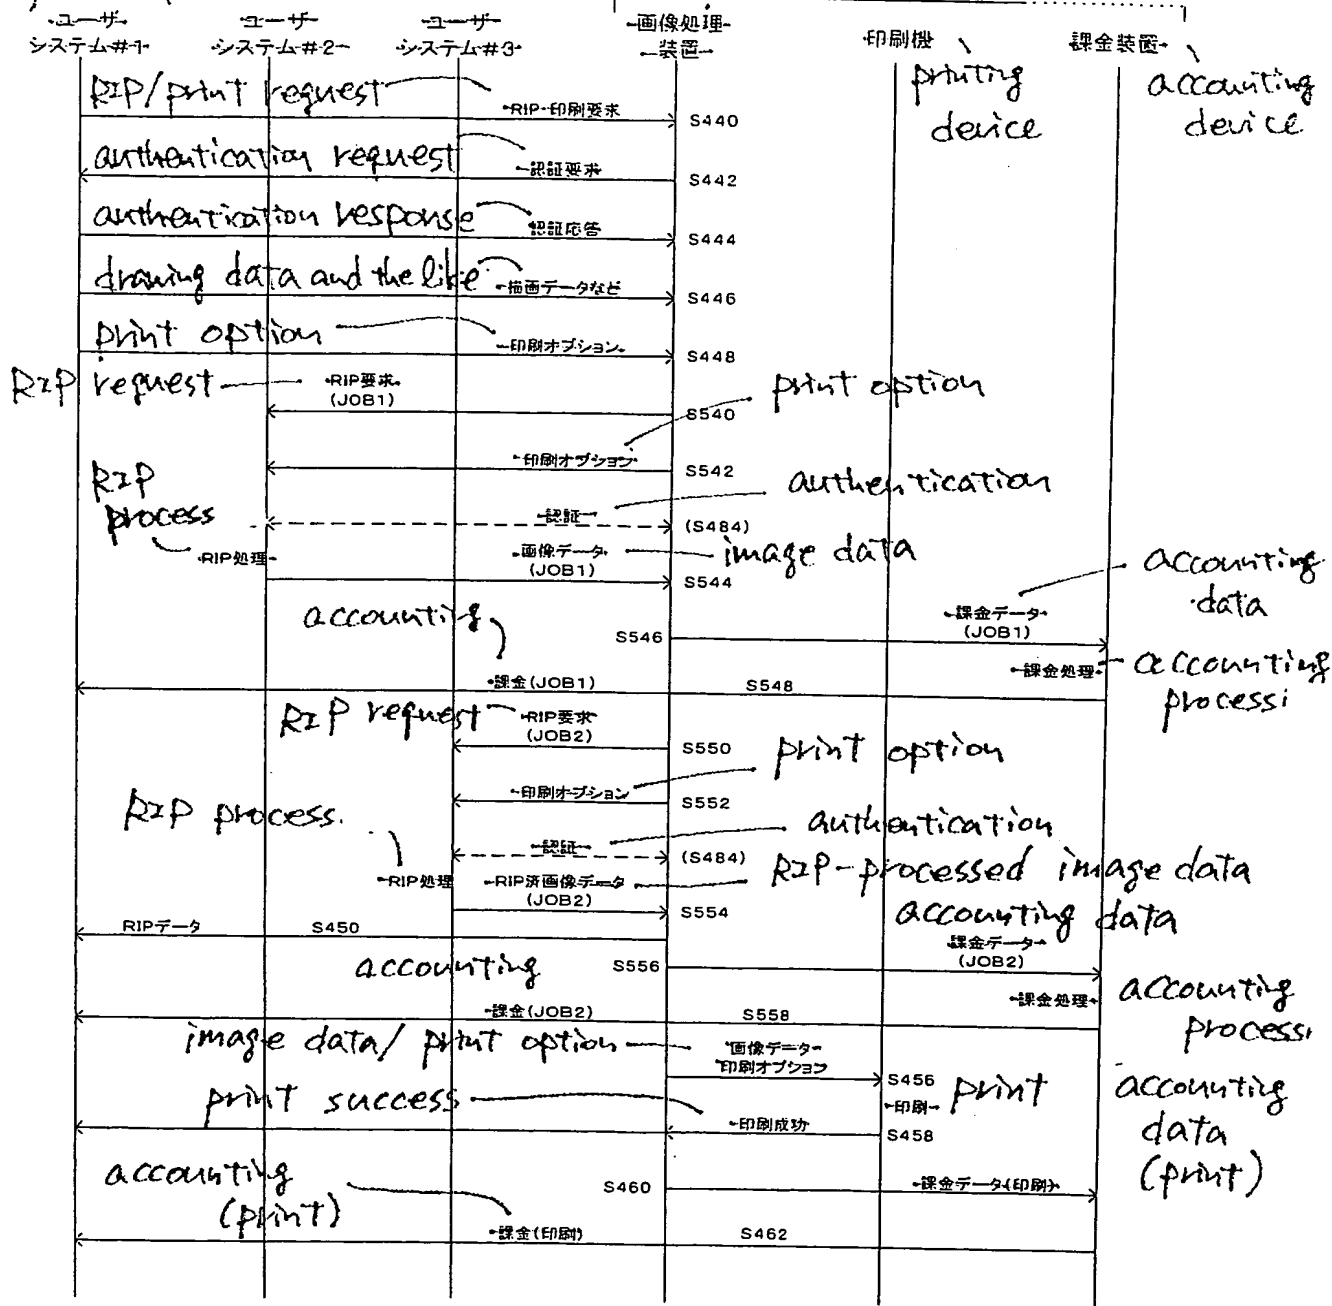 ユーザ
システム#1
ユーザ
システム#2
ユーザ
システム#3
画像処理
装置
印刷機
課金装置
printing
device
accounting
device
RIP/print request
RIP・印刷要求
S440
authentication request
認証要求
S442
authentication response
認証応答
S444
drawing data and the like
描画データなど
S446
print option
印刷オプション
S448
RIP request
RIP要求
(JOB1)
S540
print option
印刷オプション
S542
RIP
process
authentication
認証
(S484)
RIP処理
画像データ
(JOB1)
image data
S544
accounting
data
accounting
S546
課金データ
(JOB1)
課金処理
accounting
processi
課金(JOB1)
S548
RIP request
RIP要求
(JOB2)
S550
print option
印刷オプション
S552
RIP process
authentication
認証
(S484)
RIP処理
RIP済画像データ
(JOB2)
RIP-processed image data
S554
accounting data
RIPデータ
S450
課金データ
(JOB2)
accounting
S556
課金処理
accounting
processi
課金(JOB2)
S558
image data/ print option
画像データ
印刷オプション
S456
print success
印刷
print
印刷成功
S458
accounting
data
(print)
accounting
(print)
S460
課金データ(印刷)
課金(印刷)
S462